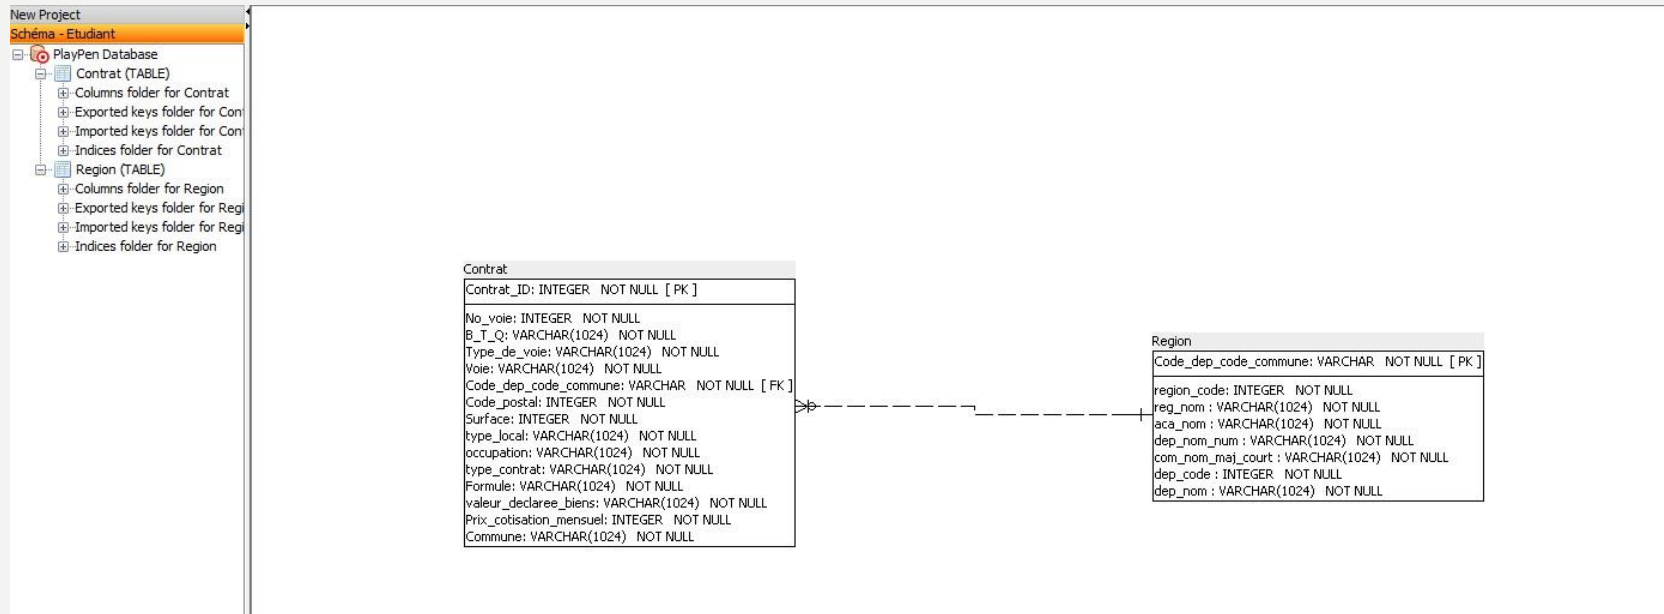 New Project
Schéma - Etudiant
PlayPen Database
Contrat (TABLE)
Columns folder for Contrat
Exported keys folder for Con
Imported keys folder for Con
Indices folder for Contrat
Region (TABLE)
Columns folder for Region
Exported keys folder for Regi
Imported keys folder for Regi
Indices folder for Region
Contrat
Contrat_ID: INTEGER NOT NULL [ PK ]
No_voie: INTEGER NOT NULL
B_T_Q: VARCHAR(1024) NOT NULL
Type_de_voie: VARCHAR(1024) NOT NULL
Voie: VARCHAR(1024) NOT NULL
Code_dep_code_commune: VARCHAR NOT NULL [ FK ]
Code_postal: INTEGER NOT NULL
Surface: INTEGER NOT NULL
type_local: VARCHAR(1024) NOT NULL
occupation: VARCHAR(1024) NOT NULL
type_contrat: VARCHAR(1024) NOT NULL
Formule: VARCHAR(1024) NOT NULL
valeur_declaree_biens: VARCHAR(1024) NOT NULL
Prix_cotisation_mensuel: INTEGER NOT NULL
Commune: VARCHAR(1024) NOT NULL
Region
Code_dep_code_commune: VARCHAR NOT NULL [ PK ]
region_code: INTEGER NOT NULL
reg_nom : VARCHAR(1024) NOT NULL
aca_nom : VARCHAR(1024) NOT NULL
dep_nom_num : VARCHAR(1024) NOT NULL
com_nom_maj_court : VARCHAR(1024) NOT NULL
dep_code : INTEGER NOT NULL
dep_nom : VARCHAR(1024) NOT NULL